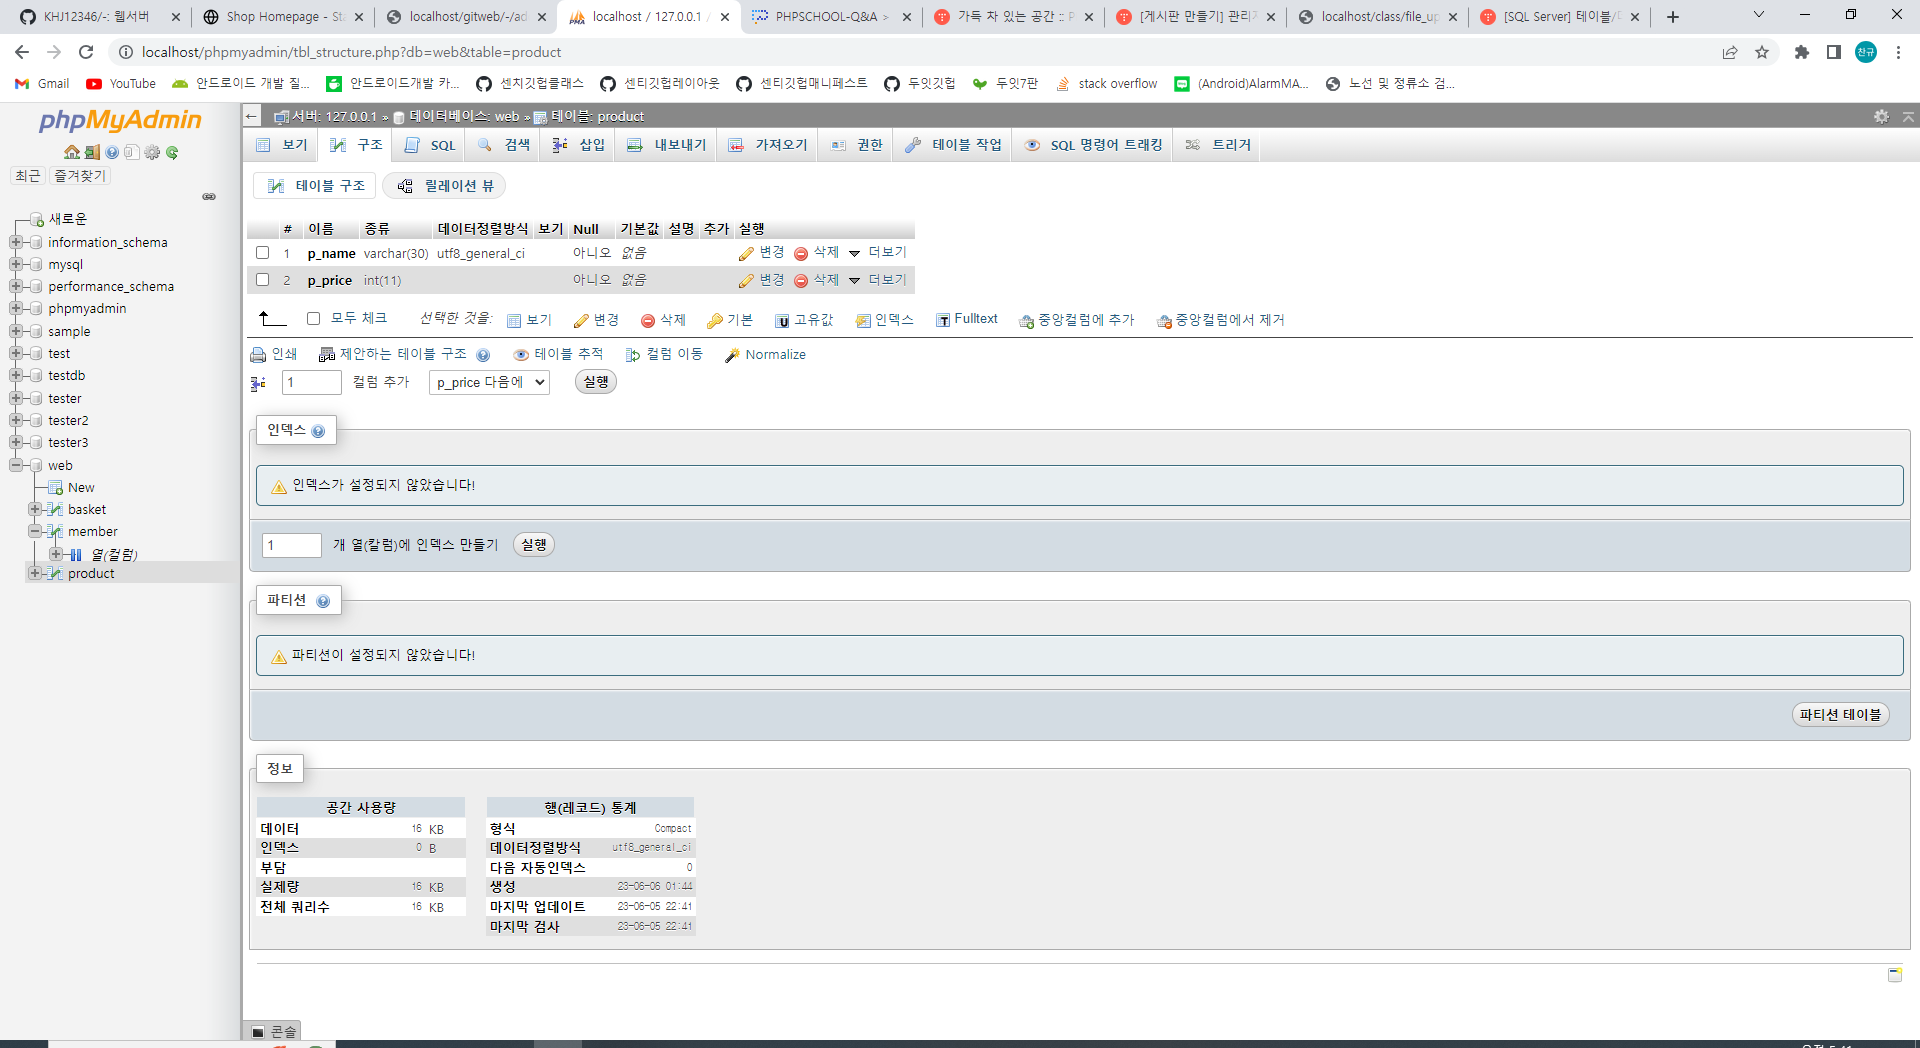 KHJ12346/-: 웹서버
Shop Homepage - Sta
localhost/gitweb/-/ad
localhost / 127.0.0.1 /
PHPSCHOOL-Q&A >
가득 차 있는 공간 :: P
[게시판 만들기] 관리자
localhost/class/file_up
[SQL Server] 테이블/
localhost/phpmyadmin/tbl_structure.php?db=web&table=product
찬규
Gmail
YouTube
안드로이드 개발 질...
안드로이드개발 카...
센치깃헙클래스
센티깃헙레이아웃
센티깃헙매니페스트
두잇깃헙
두잇7판
stack overflow
(Android)AlarmMA...
노선 및 정류소 검...
phpMyAdmin
최근
즐겨찾기
새로운
information_schema
mysql
performance_schema
phpmyadmin
sample
test
testdb
tester
tester2
tester3
web
New
basket
member
열(컬럼)
product
서버: 127.0.0.1 » 데이터베이스: web » 테이블: product
보기
구조
SQL
검색
삽입
내보내기
가져오기
권한
테이블 작업
SQL 명령어 트래킹
트리거
테이블 구조
릴레이션 뷰
# 이름 종류 데이터정렬방식 보기 Null 기본값 설명 추가 실행
1 p_name varchar(30) utf8_general_ci 아니오 없음 변경 삭제 더보기
2 p_price int(11) 아니오 없음 변경 삭제 더보기
모두 체크 선택한 것을: 보기 변경 삭제 기본 고유값 인덱스 Fulltext 중앙컬럼에 추가 중앙컬럼에서 제거
인쇄 제안하는 테이블 구조 테이블 추적 컬럼 이동 Normalize
1 컬럼 추가 p_price 다음에 실행
인덱스
인덱스가 설정되지 않았습니다!
1 개 열(칼럼)에 인덱스 만들기 실행
파티션
파티션이 설정되지 않았습니다!
파티션 테이블
정보
공간 사용량
데이터 16 KB
인덱스 0 B
부담
실제량 16 KB
전체 쿼리수 16 KB
행(레코드) 통계
형식 Compact
데이터정렬방식 utf8_general_ci
다음 자동인덱스 0
생성 23-06-06 01:44
마지막 업데이트 23-06-05 22:41
마지막 검사 23-06-05 22:41
콘솔